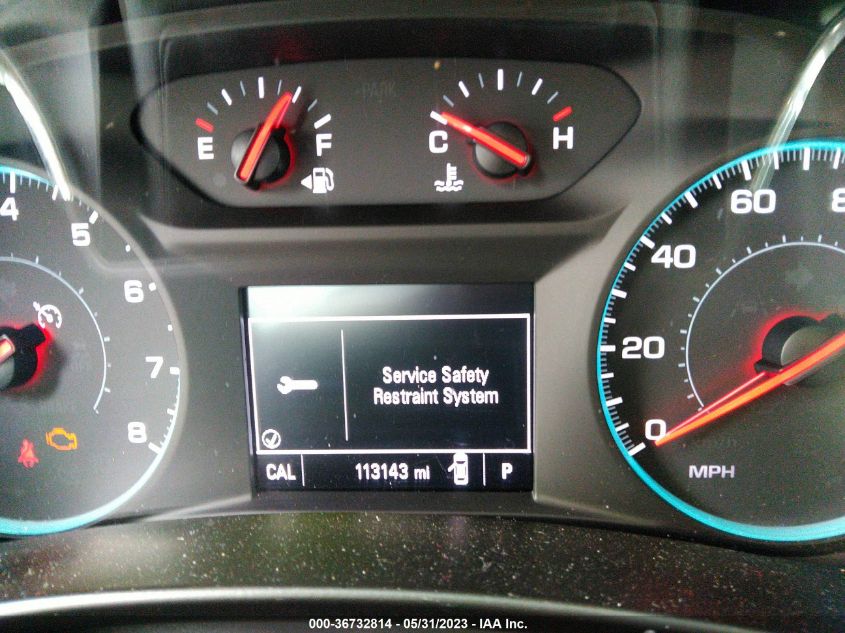 PARK
E
F
C
H
4
5
6
7
8
0
20
40
60
8
MPH
Service Safety
Restraint System
CAL
113143 mi
P
000-36732814 - 05/31/2023 - IAA Inc.